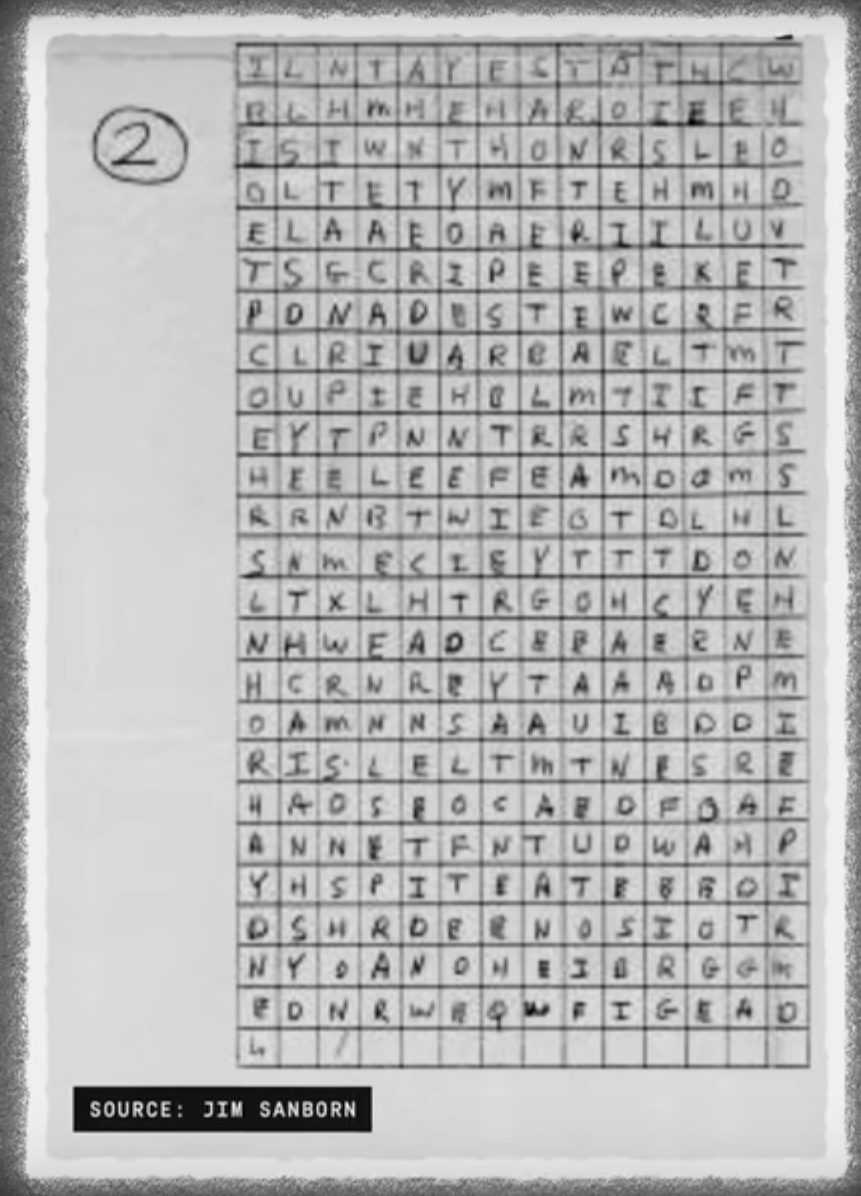 2
I L N T A Y E S T A T H C W
B L H m H E H A R O I E E H
I S I W N T H O N R S L E O
O L T E T Y m F T E H m H O
E L A A E O A E R I I L U V
T S G C R I P E E P E K E T
P D N A D E S T E W C R F R
C L R I U A R B A E L T m T
O U P I E H B L m T I I F T
E Y T P N N T R R S H R G S
H E E L E E F E A m D O m S
R R N B T W I E G T D L H L
S N m E C I E Y T T T D O N
L T X L H T R G O H C Y E H
N H W E A D C E B A E R N E
H C R N R E Y T A A A D P m
O A m N N S A A U I B D D I
R I S L E L T m T N E S R E
H A O S E O C A E D F O A F
A N N E T F N T U D W A H P
Y H S P I T E A T E B B D I
D S H R D E E N O S I O T R
N Y O A N O H E I B R G G m
E D N R W E Q W F I G E A D
SOURCE: JIM SANBORN